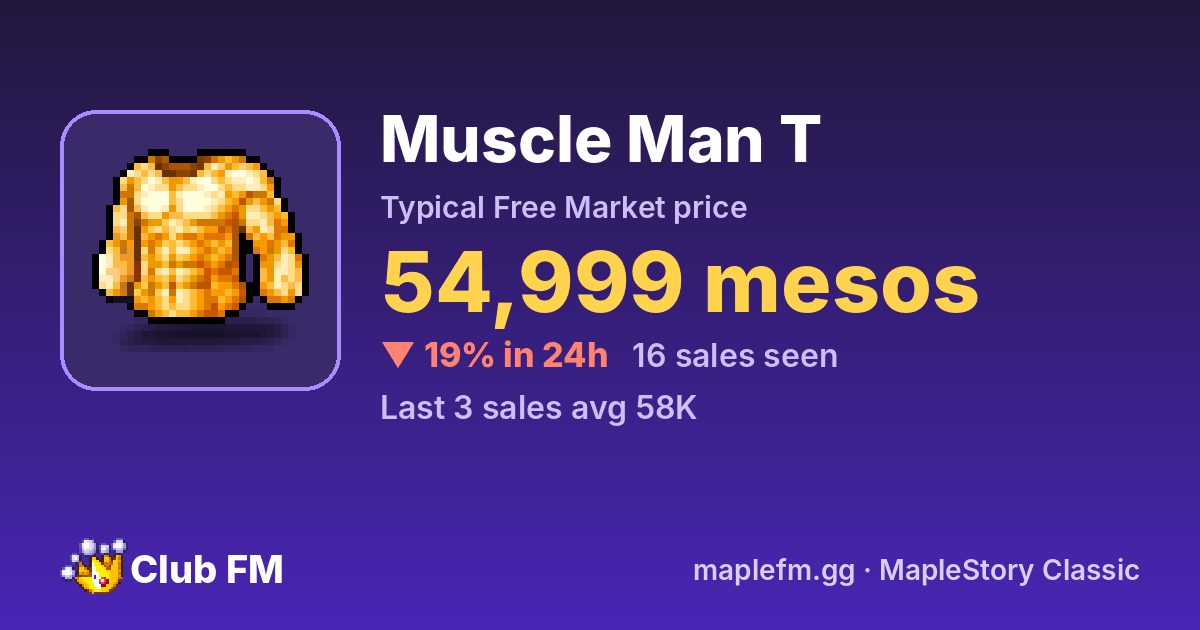 Muscle Man T
Typical Free Market price
54,999 mesos
▼ 19% in 24h 16 sales seen
Last 3 sales avg 58K
Club FM
maplefm.gg · MapleStory Classic